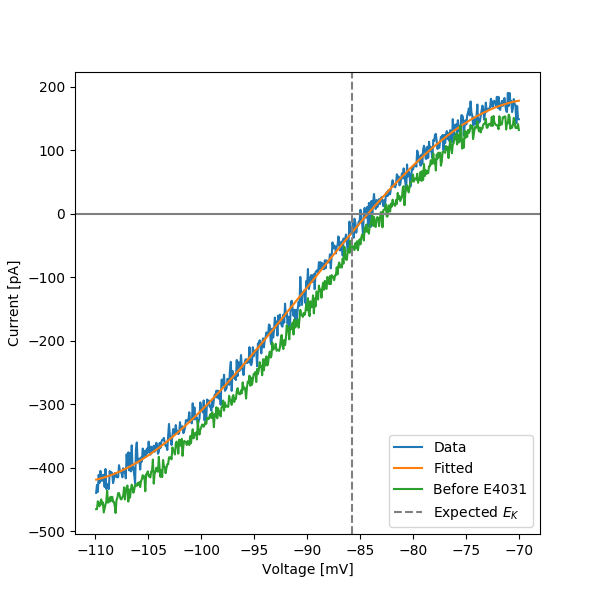 200
100
0
−100
−200
−300
−400
−500
Current [pA]
Data
Fitted
Before E4031
Expected E_K
−110 −105 −100 −95 −90 −85 −80 −75 −70
Voltage [mV]